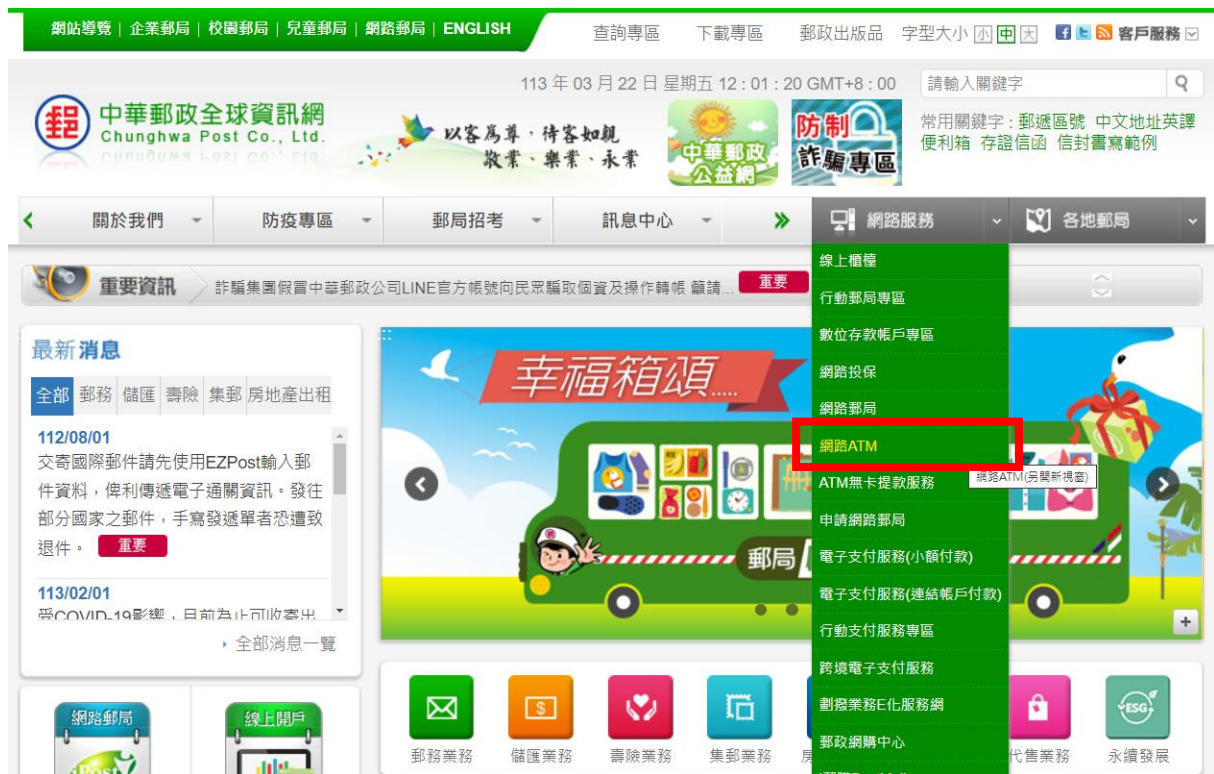 網站導覽 | 企業郵局 | 校園郵局 | 兒童郵局 | 網路郵局 | ENGLISH
查詢專區 下載專區 郵政出版品 字型大小 小 中 大 客戶服務
113 年 03 月 22 日 星期五 12 : 01 : 20 GMT+8 : 00
請輸入關鍵字
郵
中華郵政全球資訊網
Chunghwa Post Co., Ltd.
以客為尊，待客如親
敬業、樂業、永業
中華郵政
公益網
防制
詐騙專區
常用關鍵字 : 郵遞區號 中文地址英譯
便利箱 存證信函 信封書寫範例
關於我們 防疫專區 郵局招考 訊息中心 網路服務 各地郵局
重要資訊 詐騙集團假冒中華郵政公司LINE官方帳號向民眾騙取個資及操作轉帳 籲請... 重要
線上櫃檯
行動郵局專區
數位存款帳戶專區
網路投保
網路郵局
網路ATM
網路ATM(另開新視窗)
ATM無卡提款服務
申請網路郵局
電子支付服務(小額付款)
電子支付服務(連結帳戶付款)
行動支付服務專區
跨境電子支付服務
劃撥業務E化服務網
郵政網購中心
最新消息
全部 郵務 儲匯 壽險 集郵 房地產出租
112/08/01
交寄國際郵件請先使用EZPost輸入郵
件資料，俾利傳遞電子通關資訊。發往
部分國家之郵件，手寫發遞單者恐遭致
退件。 重要
113/02/01
受COVID-19影響，目前為止可收寄出
全部消息一覽
幸福箱頌....
郵局
網路郵局
線上開戶
郵務業務 儲匯業務 壽險業務 集郵業務 房 代售業務 永續發展
ESG